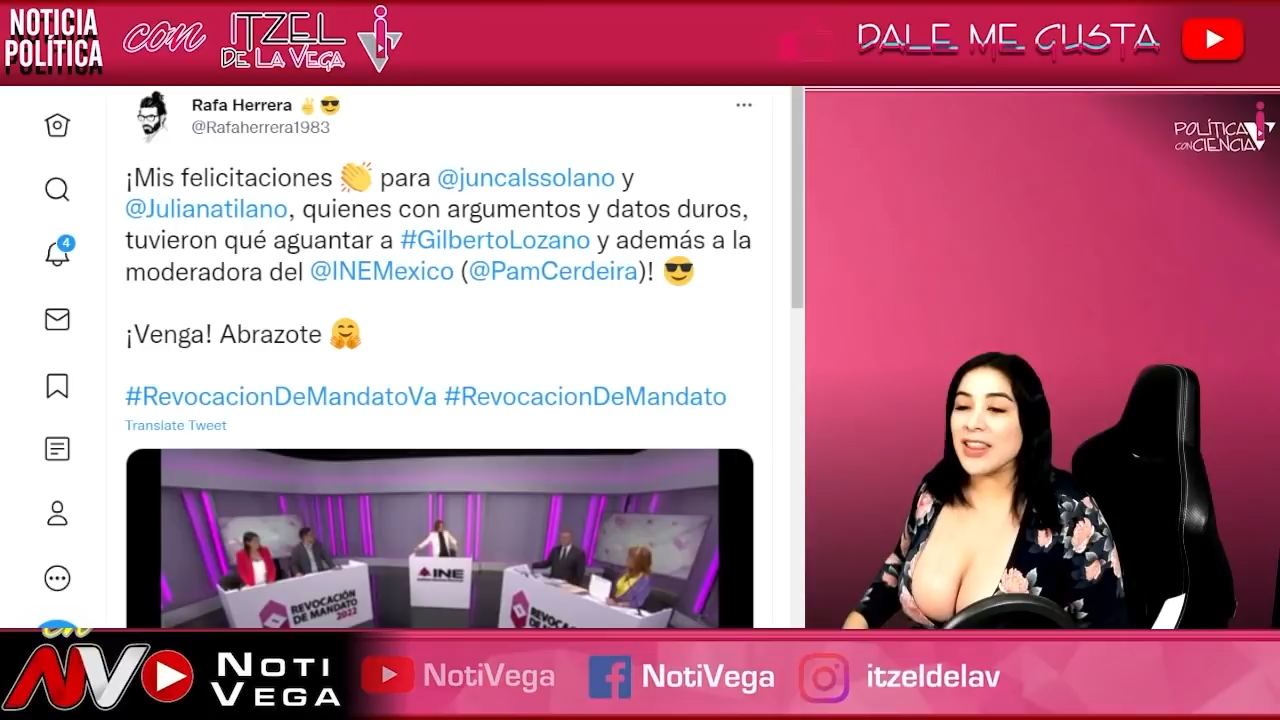 NOTICIA
POLÍTICA
con
ITZEL
DE LA VEGA
DALE ME GUSTA
Rafa Herrera ✌😎
@Rafaherrera1983
¡Mis felicitaciones 👏 para @juncalssolano y
@Julianatilano, quienes con argumentos y datos duros,
tuvieron qué aguantar a #GilbertoLozano y además a la
moderadora del @INEMexico (@PamCerdeira)! 😎
¡Venga! Abrazote 🤗
#RevocacionDeMandatoVa #RevocacionDeMandato
Translate Tweet
4
INE
REVOCACIÓN
DE MANDATO
2022
REVOCACIÓN
POLÍTICA
CON CIENCIA
en
NV
NOTI
VEGA
NotiVega
NotiVega
itzeldelav